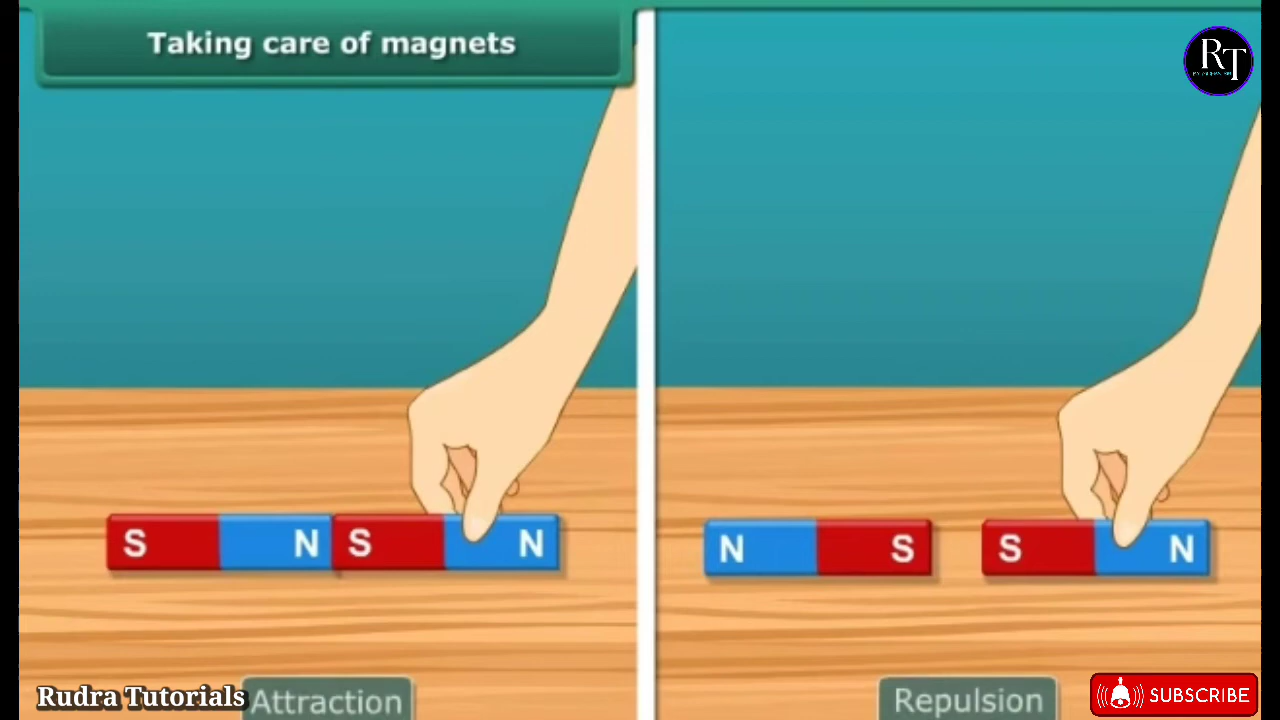 Taking care of magnets
RT
S N S N
N S S N
Rudra Tutorials
Attraction
Repulsion
SUBSCRIBE